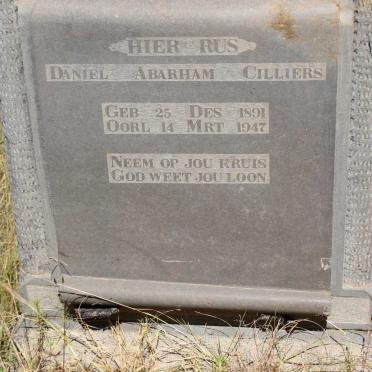 HIER RUS
DANIEL ABARHAM CILLIERS
GEB 25 DES 1891
OORL 14 MRT 1947
NEEM OP JOU KRUIS
GOD WEET JOU LOON